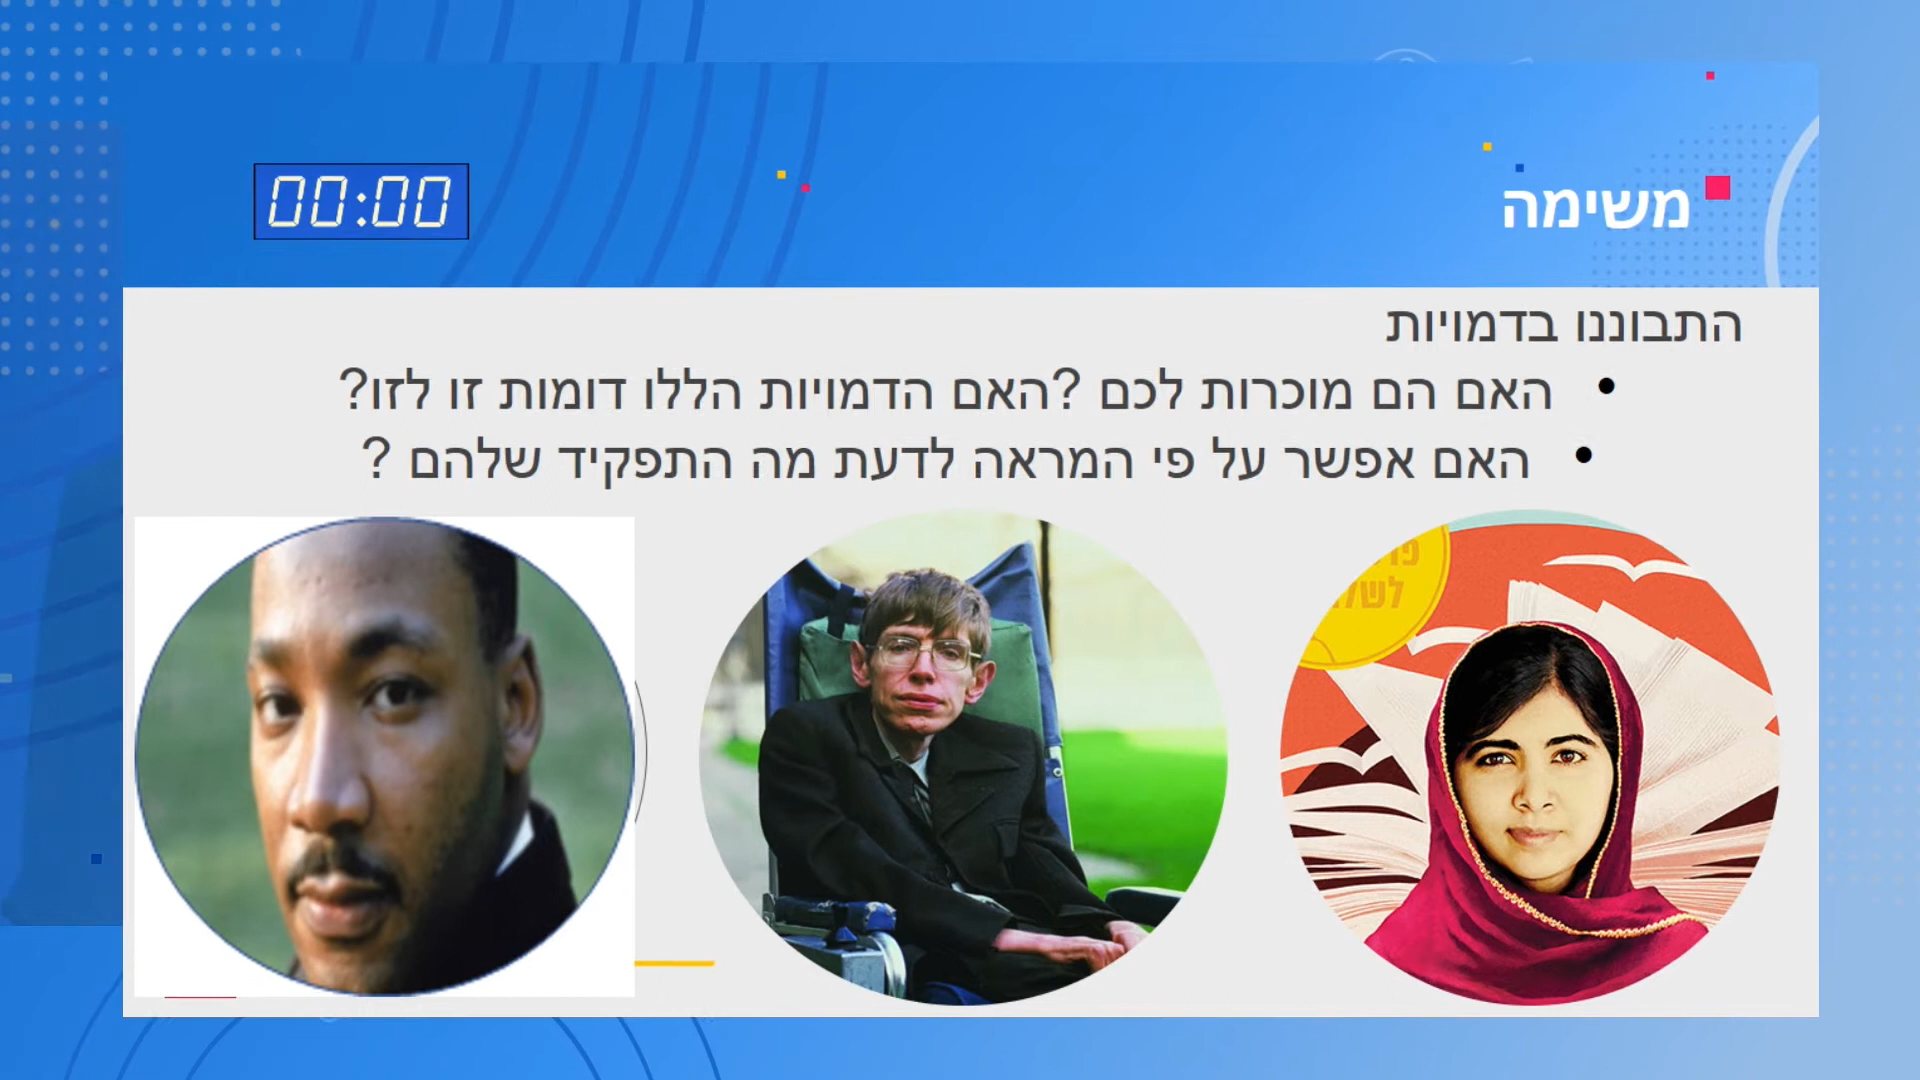 משימה
00:00
התבוננו בדמויות
• האם הם מוכרות לכם ?האם הדמויות הללו דומות זו לזו?
• האם אפשר על פי המראה לדעת מה התפקיד שלהם ?